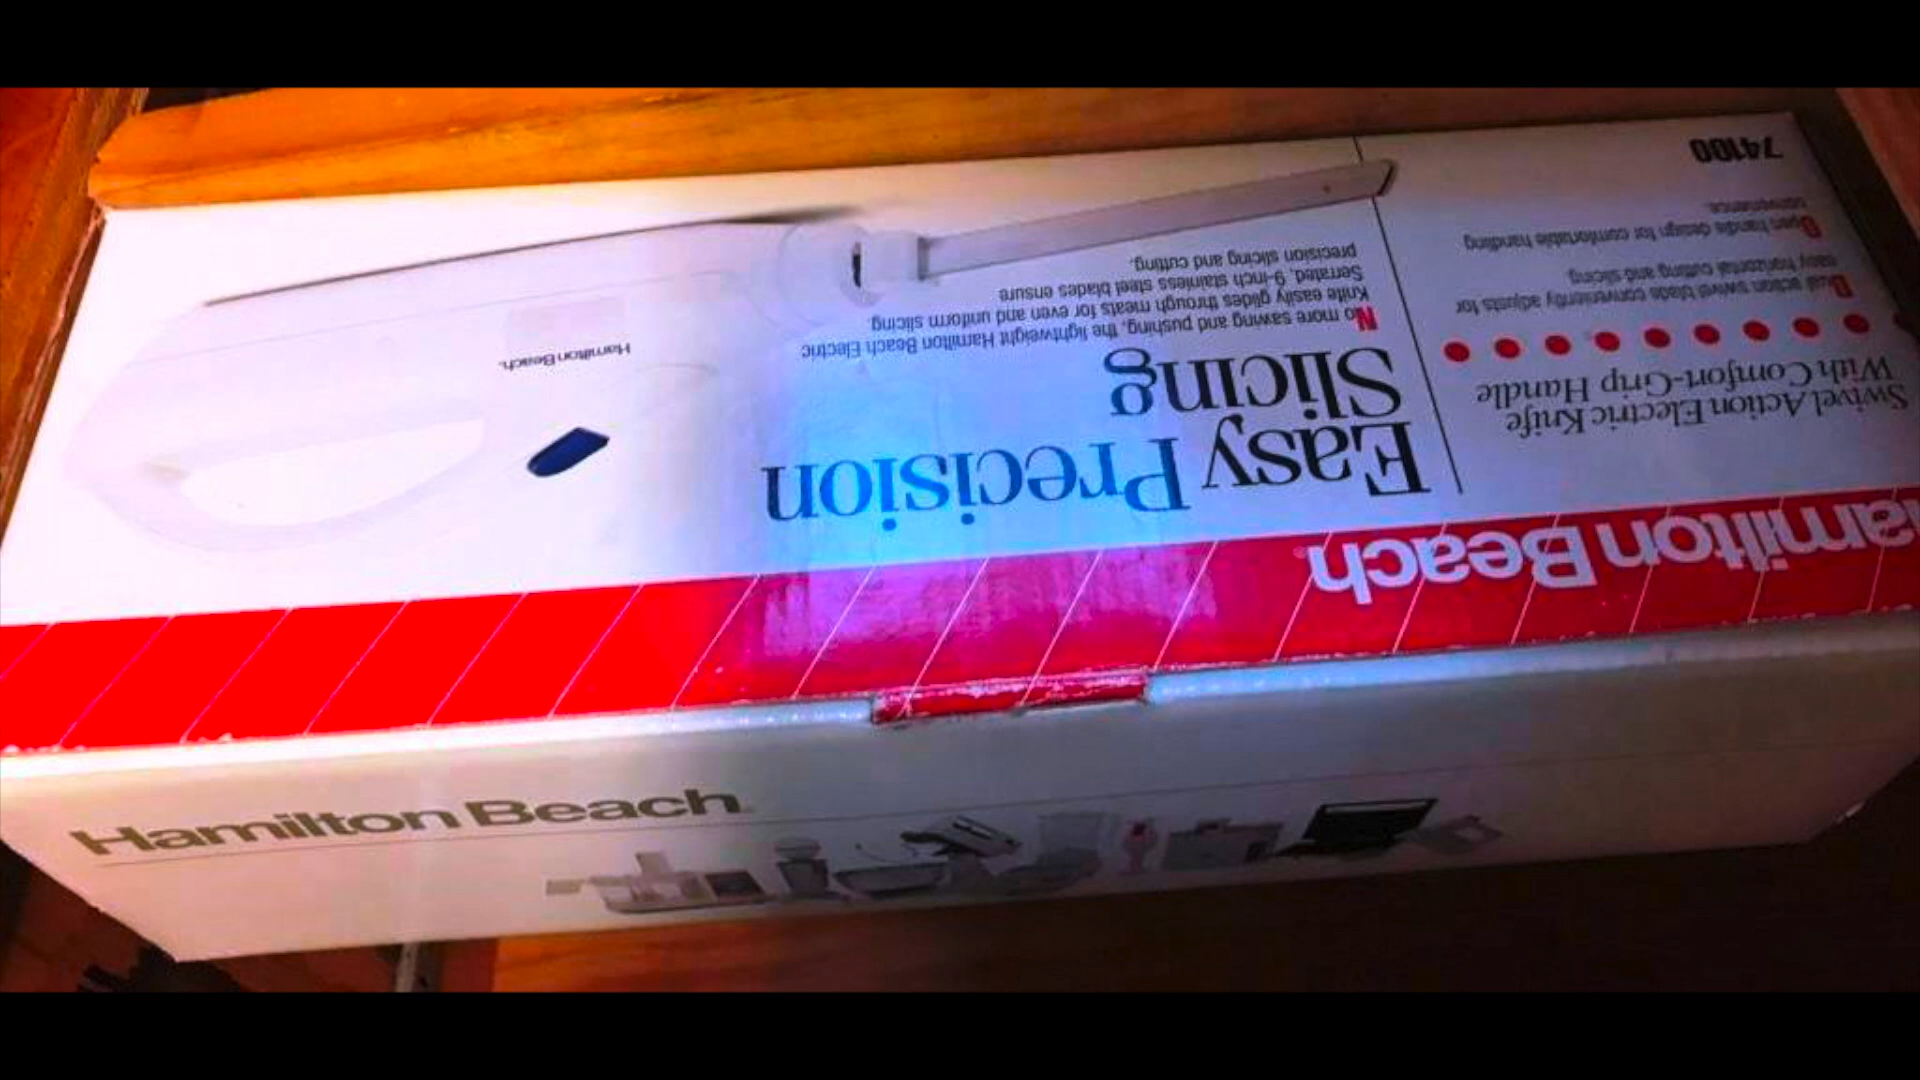 Hamilton Beach
Swivel Action Electric Knife
With Comfort-Grip Handle
Dual action swivel blade conveniently adjusts for
easy horizontal cutting and slicing.
Open handle design for comfortable handling
convenience.
74100
Easy Precision
Slicing
No more sawing and pushing, the lightweight Hamilton Beach Electric
Knife easily glides through meats for even and uniform slicing.
Serrated, 9-inch stainless steel blades ensure
precision slicing and cutting.
Hamilton Beach.
Hamilton Beach